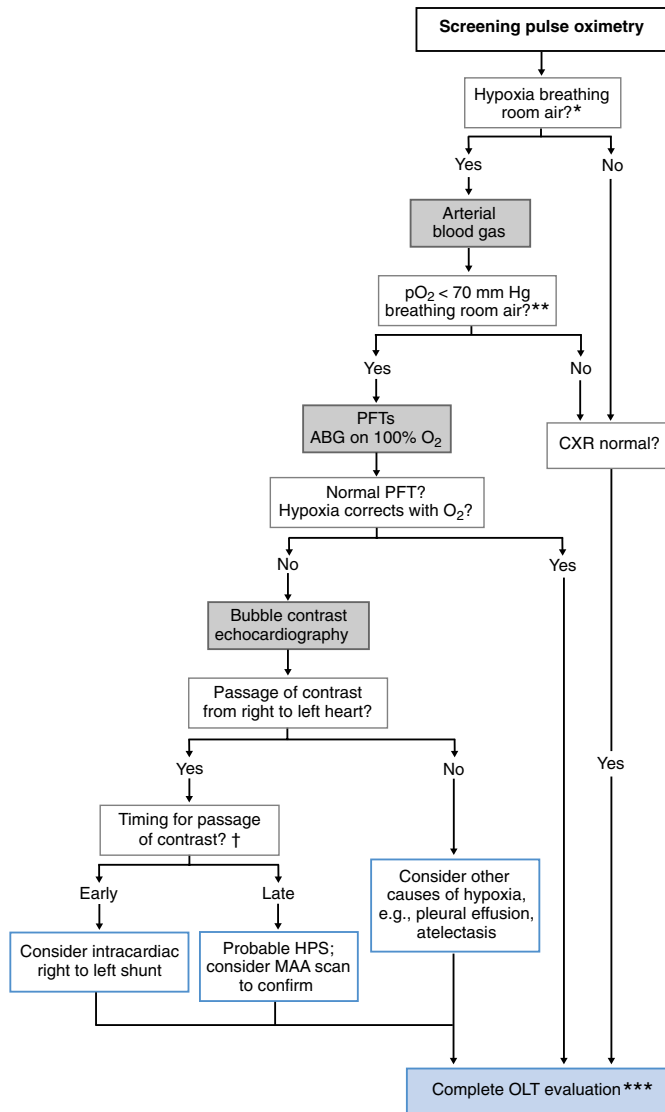 Screening pulse oximetry
Hypoxia breathing
room air?*
Yes
No
Arterial
blood gas
pO₂ < 70 mm Hg
breathing room air?**
Yes
No
PFTs
ABG on 100% O₂
CXR normal?
Normal PFT?
Hypoxia corrects with O₂?
No
Yes
Bubble contrast
echocardiography
Passage of contrast
from right to left heart?
Yes
No
Yes
Timing for passage
of contrast? †
Early
Late
Consider other
causes of hypoxia,
e.g., pleural effusion,
atelectasis
Consider intracardiac
right to left shunt
Probable HPS;
consider MAA scan
to confirm
Complete OLT evaluation***